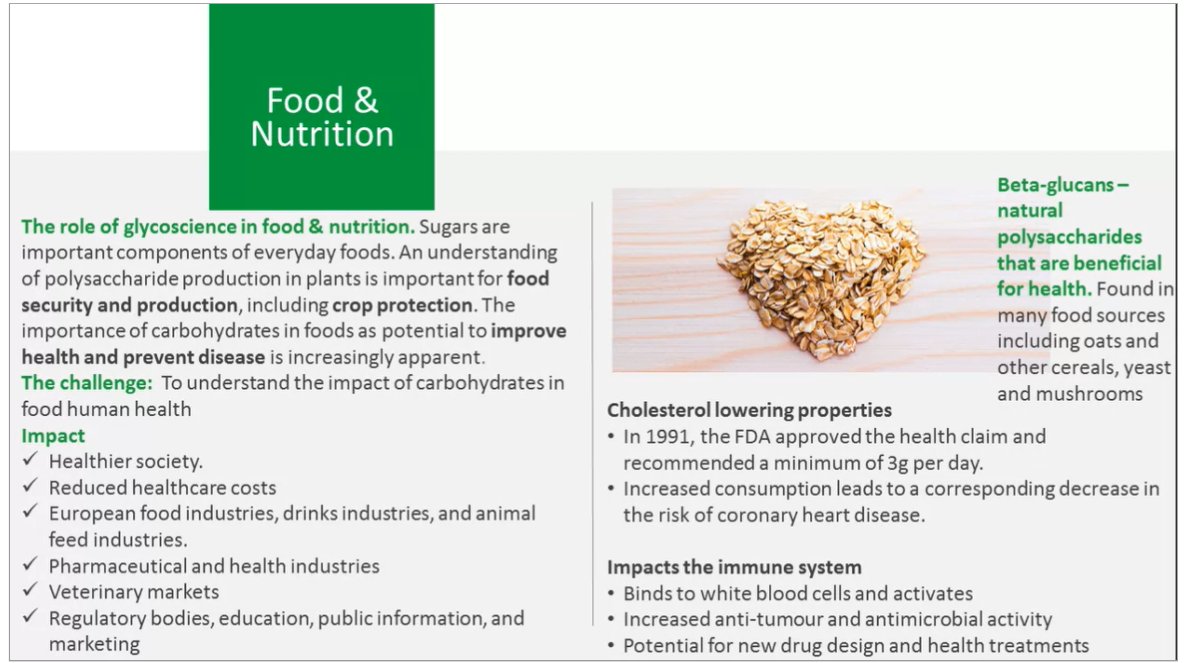 Food &
Nutrition
The role of glycoscience in food & nutrition. Sugars are
important components of everyday foods. An understanding
of polysaccharide production in plants is important for food
security and production, including crop protection. The
importance of carbohydrates in foods as potential to improve
health and prevent disease is increasingly apparent.
The challenge: To understand the impact of carbohydrates in
food human health
Impact
✓ Healthier society.
✓ Reduced healthcare costs
✓ European food industries, drinks industries, and animal
feed industries.
✓ Pharmaceutical and health industries
✓ Veterinary markets
✓ Regulatory bodies, education, public information, and
marketing
Beta-glucans –
natural
polysaccharides
that are beneficial
for health. Found in
many food sources
including oats and
other cereals, yeast
and mushrooms
Cholesterol lowering properties
• In 1991, the FDA approved the health claim and
recommended a minimum of 3g per day.
• Increased consumption leads to a corresponding decrease in
the risk of coronary heart disease.
Impacts the immune system
• Binds to white blood cells and activates
• Increased anti-tumour and antimicrobial activity
• Potential for new drug design and health treatments